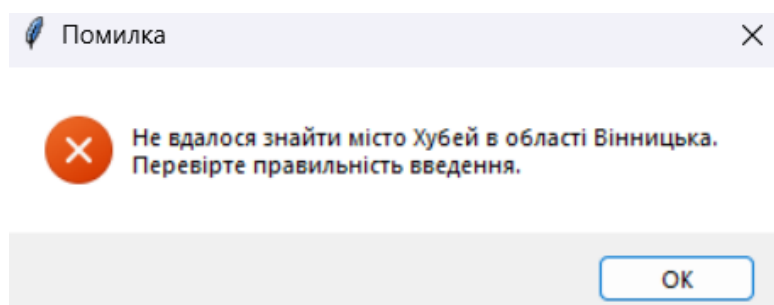 Помилка
Не вдалося знайти місто Хубей в області Вінницька.
Перевірте правильність введення.
OK